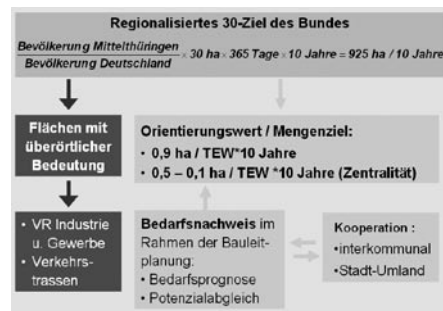 Regionalisiertes 30-Ziel des Bundes
Bevölkerung Mittelthüringen
Bevölkerung Deutschland
x 30 ha x 365 Tage x 10 Jahre = 925 ha / 10 Jahre
Flächen mit
überörtlicher
Bedeutung
Orientierungswert / Mengenziel:
• 0,9 ha / TEW*10 Jahre
• 0,5 – 0,1 ha / TEW *10 Jahre (Zentralität)
• VR Industrie
u. Gewerbe
• Verkehrs-
trassen
Bedarfsnachweis im
Rahmen der Bauleit-
planung:
• Bedarfsprognose
• Potenzialabgleich
Kooperation :
• interkommunal
• Stadt-Umland